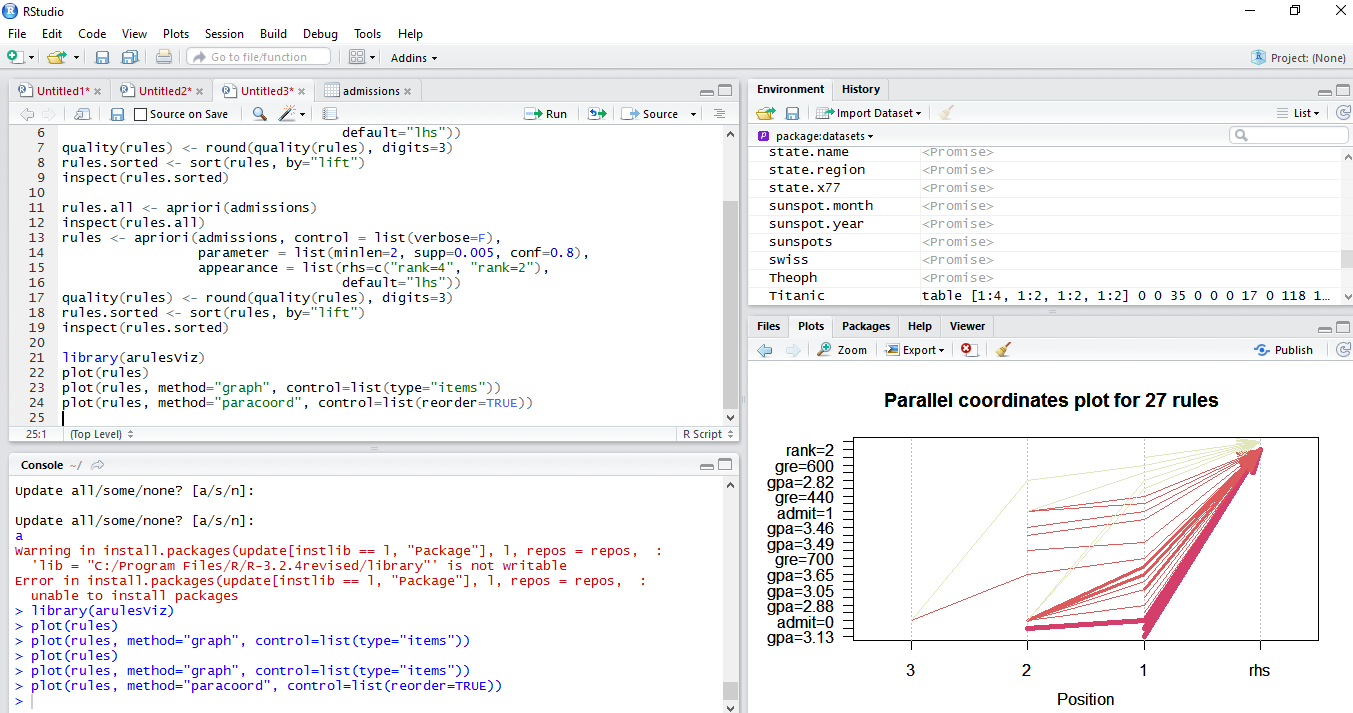 RStudio
File Edit Code View Plots Session Build Debug Tools Help
Go to file/function Addins Project: (None)
Untitled1* Untitled2* Untitled3* admissions
Source on Save Run Source
6 default="lhs"))
7 quality(rules) <- round(quality(rules), digits=3)
8 rules.sorted <- sort(rules, by="lift")
9 inspect(rules.sorted)
10
11 rules.all <- apriori(admissions)
12 inspect(rules.all)
13 rules <- apriori(admissions, control = list(verbose=F),
14 parameter = list(minlen=2, supp=0.005, conf=0.8),
15 appearance = list(rhs=c("rank=4", "rank=2"),
16 default="lhs"))
17 quality(rules) <- round(quality(rules), digits=3)
18 rules.sorted <- sort(rules, by="lift")
19 inspect(rules.sorted)
20
21 library(arulesViz)
22 plot(rules)
23 plot(rules, method="graph", control=list(type="items"))
24 plot(rules, method="paracoord", control=list(reorder=TRUE))
25
25:1 (Top Level) R Script
Console ~/
Update all/some/none? [a/s/n]:
Update all/some/none? [a/s/n]:
a
Warning in install.packages(update[instlib == l, "Package"], l, repos = repos, :
'lib = "C:/Program Files/R/R-3.2.4revised/library"' is not writable
Error in install.packages(update[instlib == l, "Package"], l, repos = repos, :
unable to install packages
> library(arulesViz)
> plot(rules)
> plot(rules, method="graph", control=list(type="items"))
> plot(rules)
> plot(rules, method="graph", control=list(type="items"))
> plot(rules, method="paracoord", control=list(reorder=TRUE))
>
Environment History
Import Dataset List
package:datasets
state.name <Promise>
state.region <Promise>
state.x77 <Promise>
sunspot.month <Promise>
sunspot.year <Promise>
sunspots <Promise>
swiss <Promise>
Theoph <Promise>
Titanic table [1:4, 1:2, 1:2, 1:2] 0 0 35 0 0 0 17 0 118 1...
Files Plots Packages Help Viewer
Zoom Export Publish
Parallel coordinates plot for 27 rules
rank=2
gre=600
gpa=2.82
gre=440
admit=1
gpa=3.46
gpa=3.49
gre=700
gpa=3.65
gpa=3.05
gpa=2.88
admit=0
gpa=3.13
3 2 1 rhs
Position